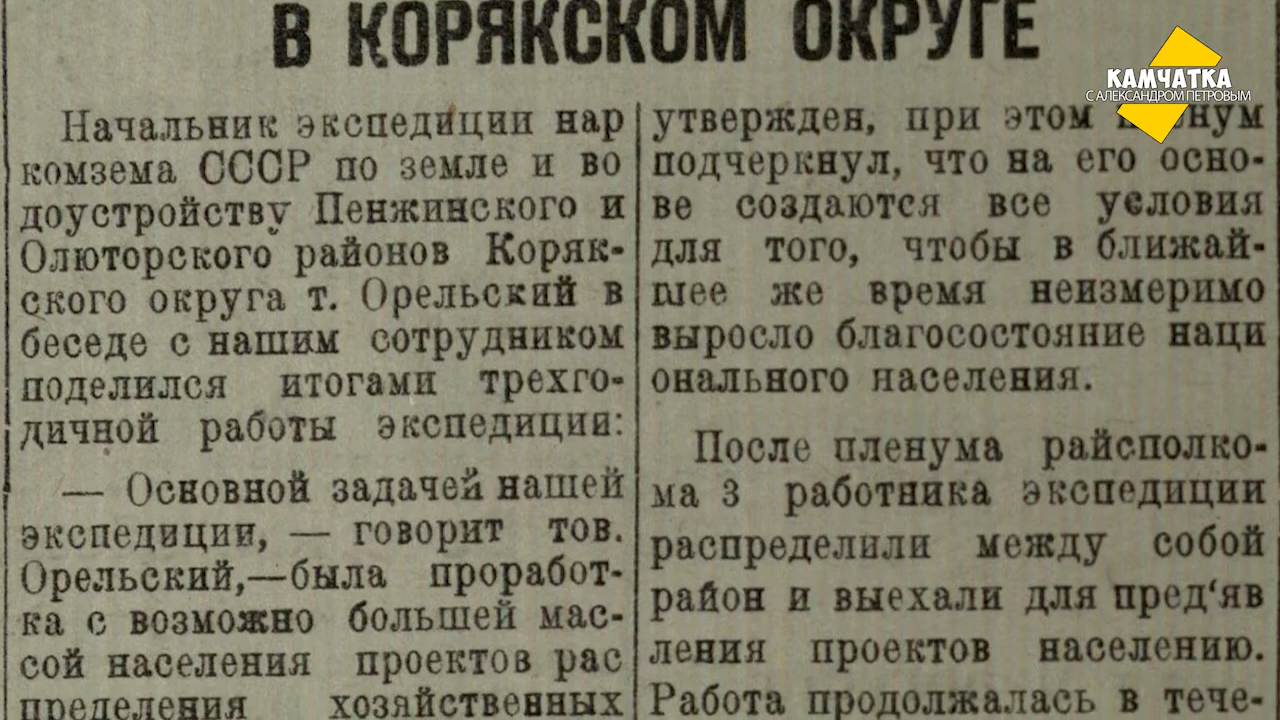 В КОРЯКСКОМ ОКРУГЕ
КАМЧАТКА
С АЛЕКСАНДРОМ ПЕТРОВЫМ
Начальник экспедиции нар
комзема СССР по земле и во
доустройству Пенжинского и
Олюторского районов Коряк-
ского округа т. Орельский в
беседе с нашим сотрудником
поделился итогами трехго-
дичной работы экспедиции:
— Основной задачей нашей
экспедиции, — говорит тов.
Орельский,—была проработ-
ка с возможно большей мас-
сой населения проектов рас
пределения хозяйственных
утвержден, при этом пленум
подчеркнул, что на его осно-
ве создаются все условия
для того, чтобы в ближай-
шее же время неизмеримо
выросло благосостояние наци
онального населения.
После пленума райсполко-
ма 3 работника экспедиции
распределили между собой
район и выехали для пред‘яв
ления проектов населению.
Работа продолжалась в тече-